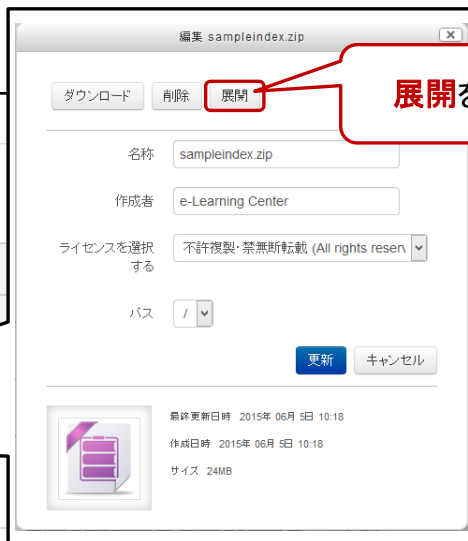 編集 sampleindex.zip
ダウンロード 削除 展開
展開を
名称 sampleindex.zip
作成者 e-Learning Center
ライセンスを選択する 不許複製・禁無断転載 (All rights reserv
パス /
更新 キャンセル
最終更新日時 2015年 06月 5日 10:18
作成日時 2015年 06月 5日 10:18
サイズ 24MB